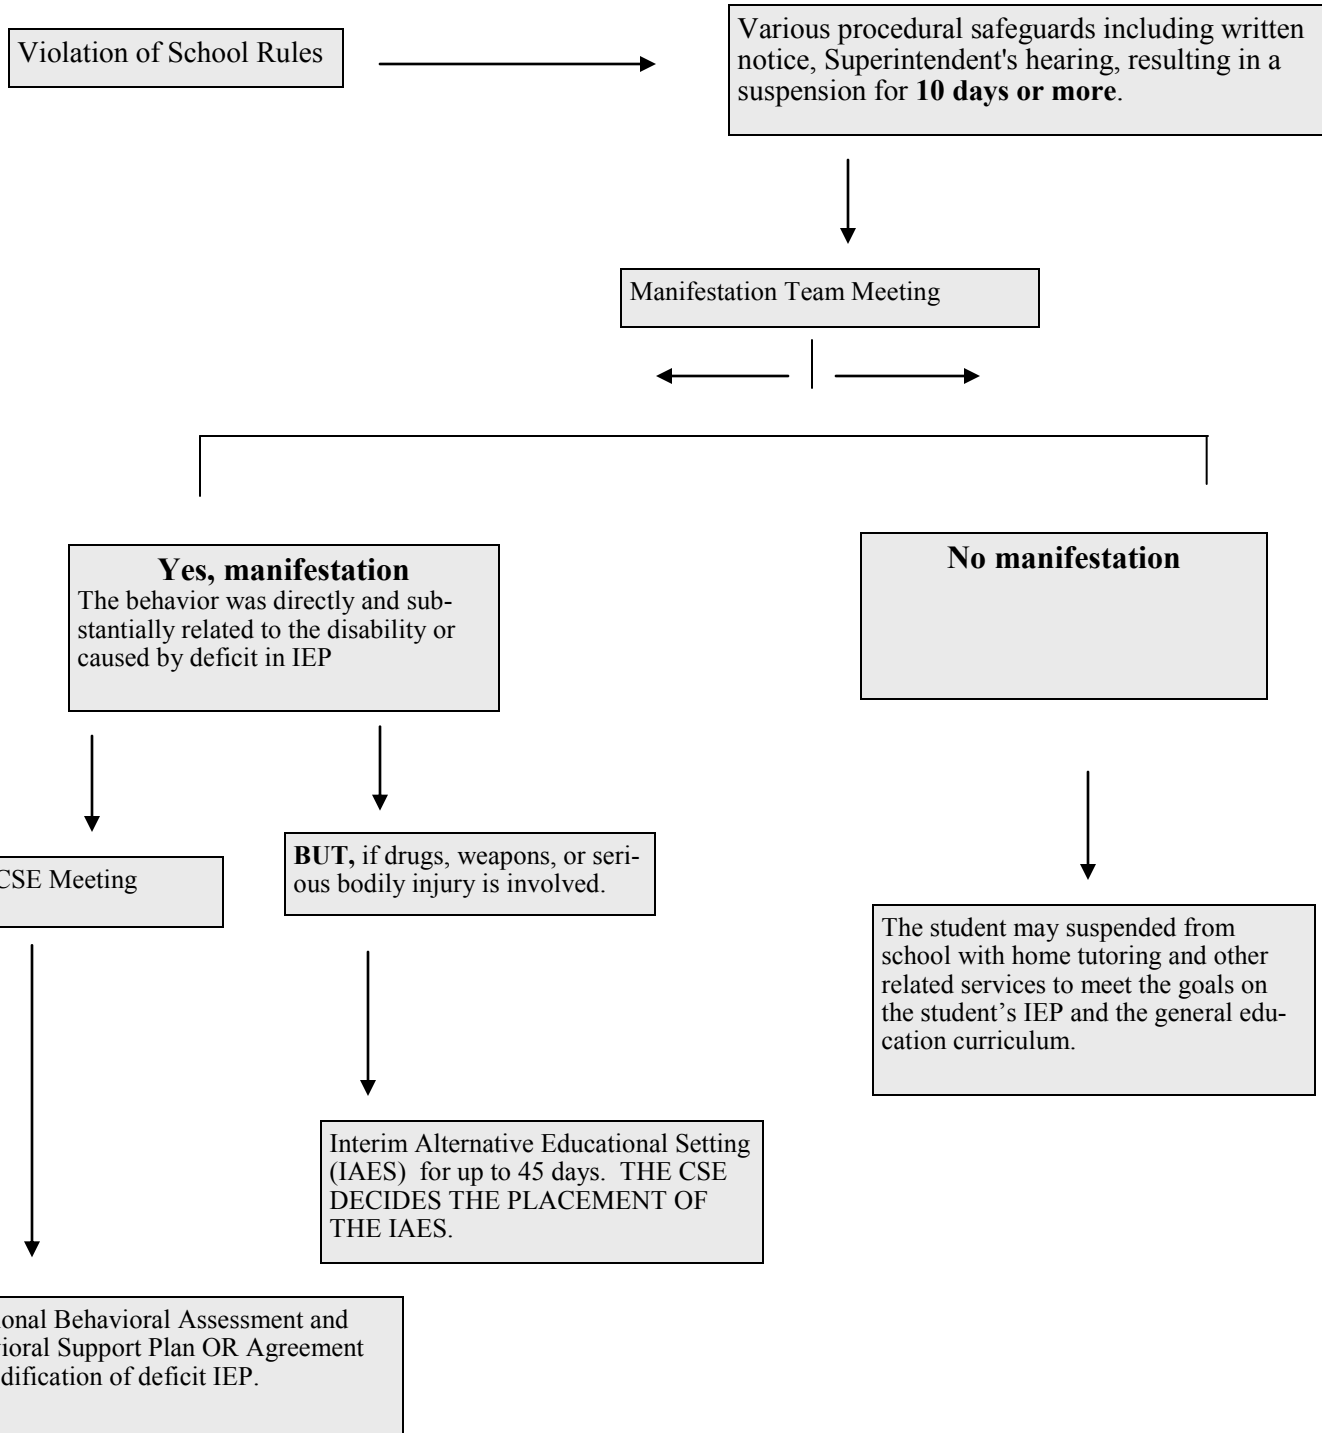 Violation of School Rules
Various procedural safeguards including written
notice, Superintendent's hearing, resulting in a
suspension for 10 days or more.
Manifestation Team Meeting
Yes, manifestation
The behavior was directly and sub-
stantially related to the disability or
caused by deficit in IEP
No manifestation
CSE Meeting
BUT, if drugs, weapons, or seri-
ous bodily injury is involved.
The student may suspended from
school with home tutoring and other
related services to meet the goals on
the student’s IEP and the general edu-
cation curriculum.
Interim Alternative Educational Setting
(IAES)  for up to 45 days.  THE CSE
DECIDES THE PLACEMENT OF
THE IAES.
ional Behavioral Assessment and
vioral Support Plan OR Agreement
dification of deficit IEP.